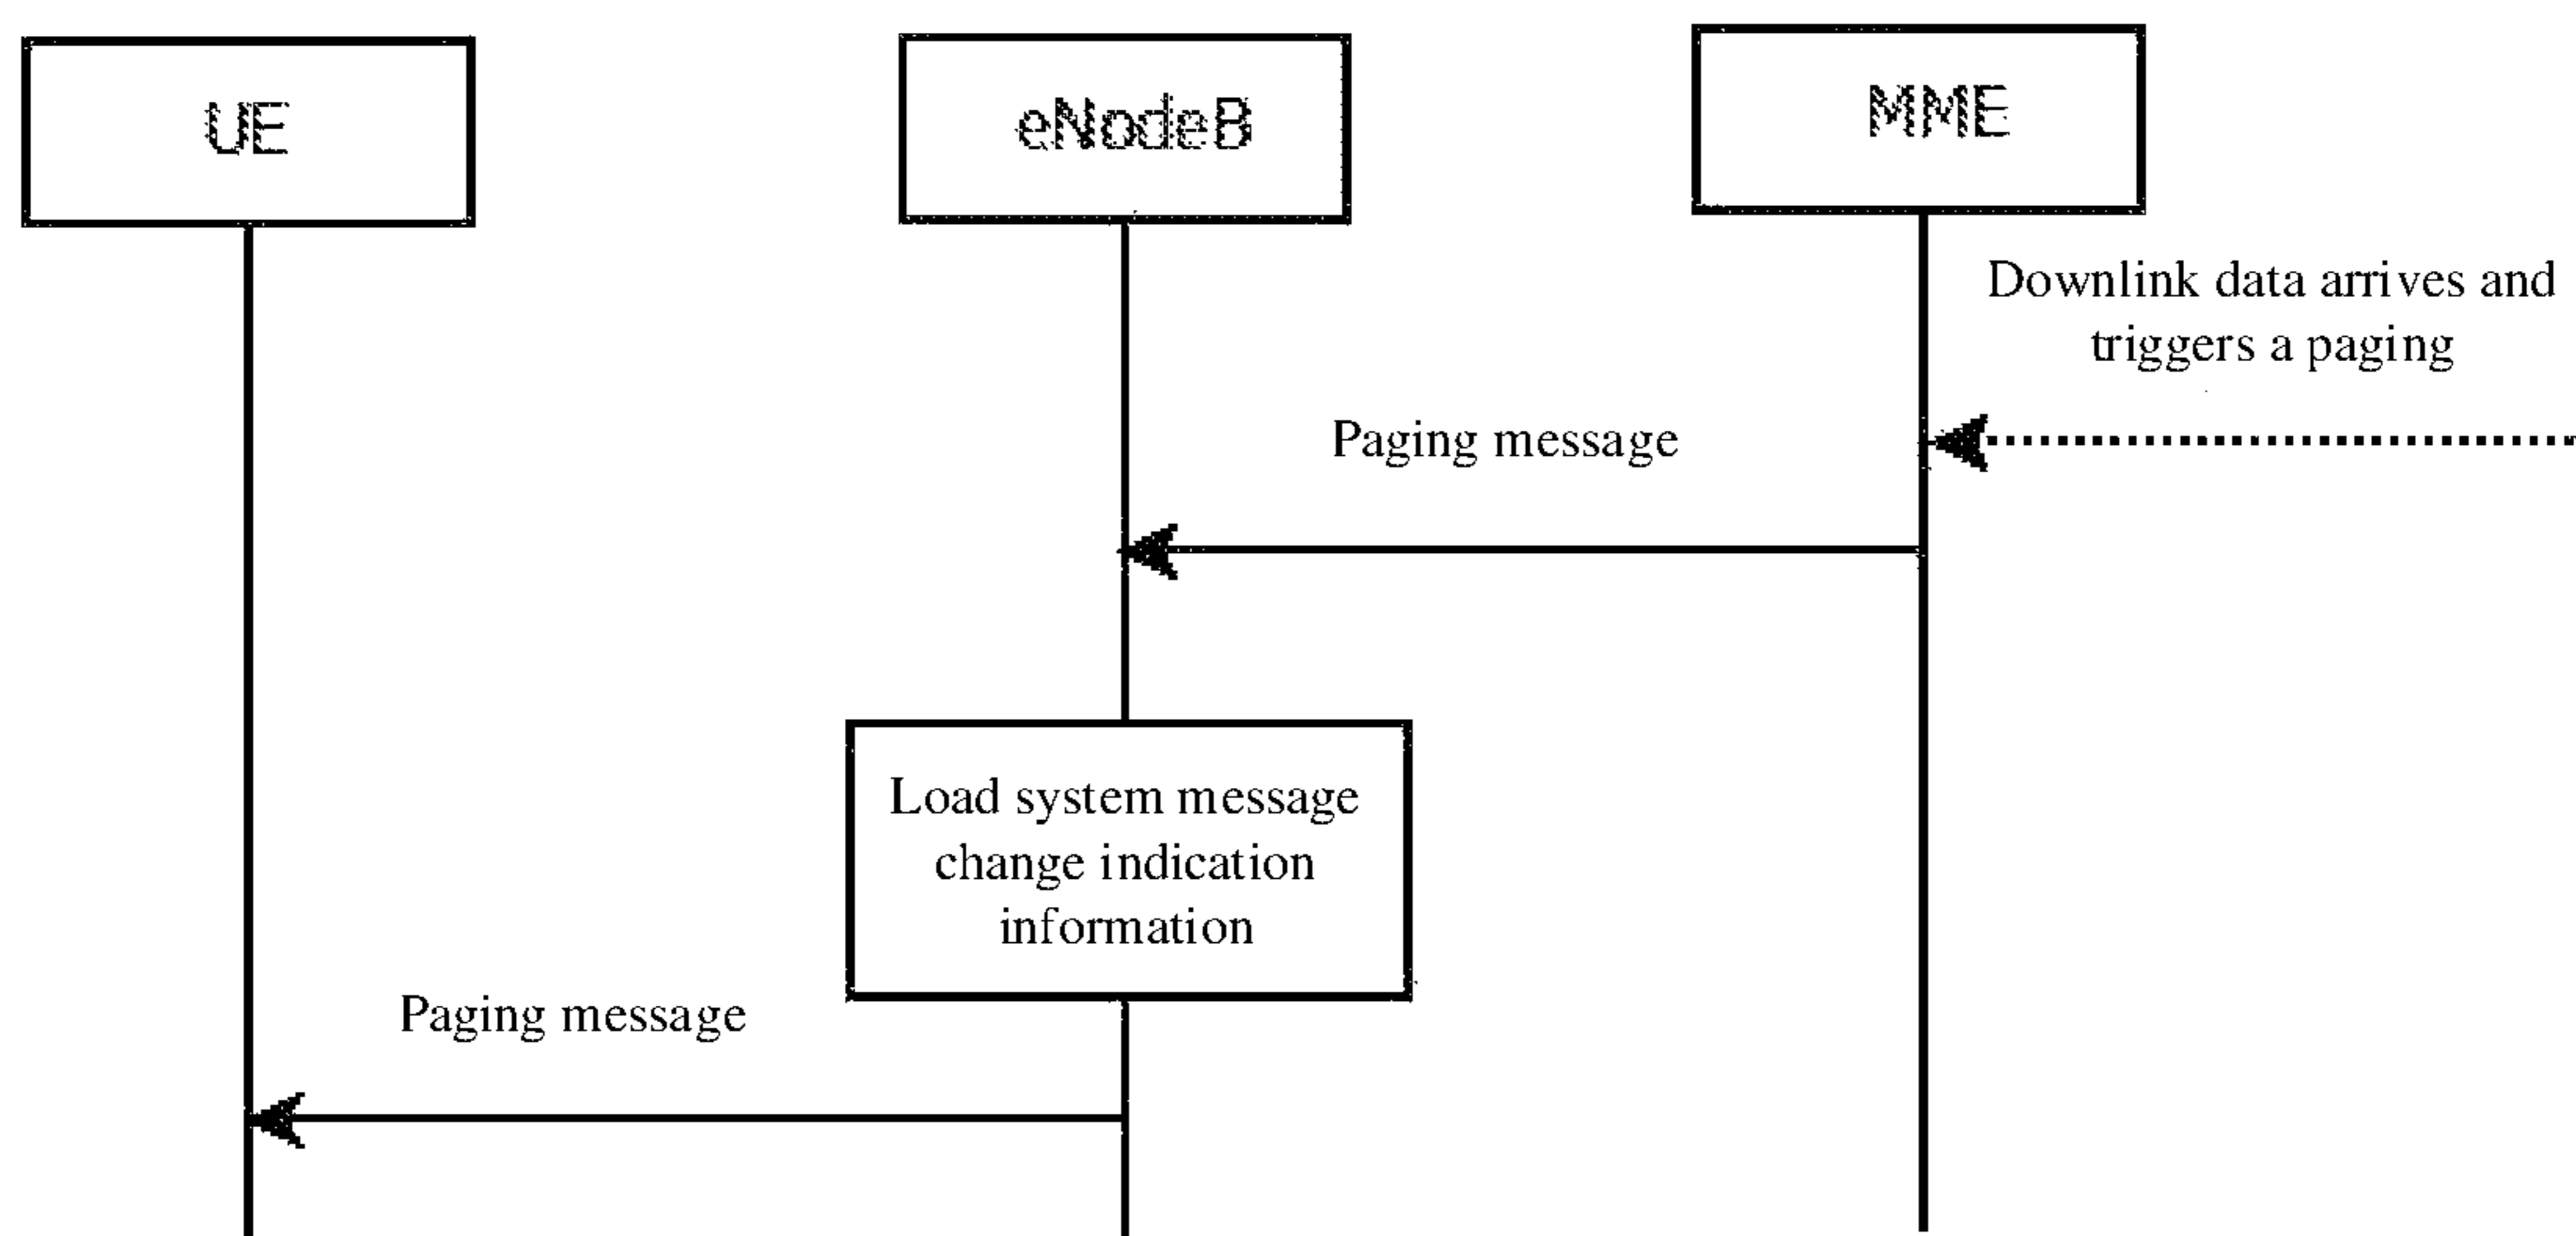 UE
eNodeB
MME
Downlink data arrives and
triggers a paging
Paging message
Load system message
change indication
information
Paging message